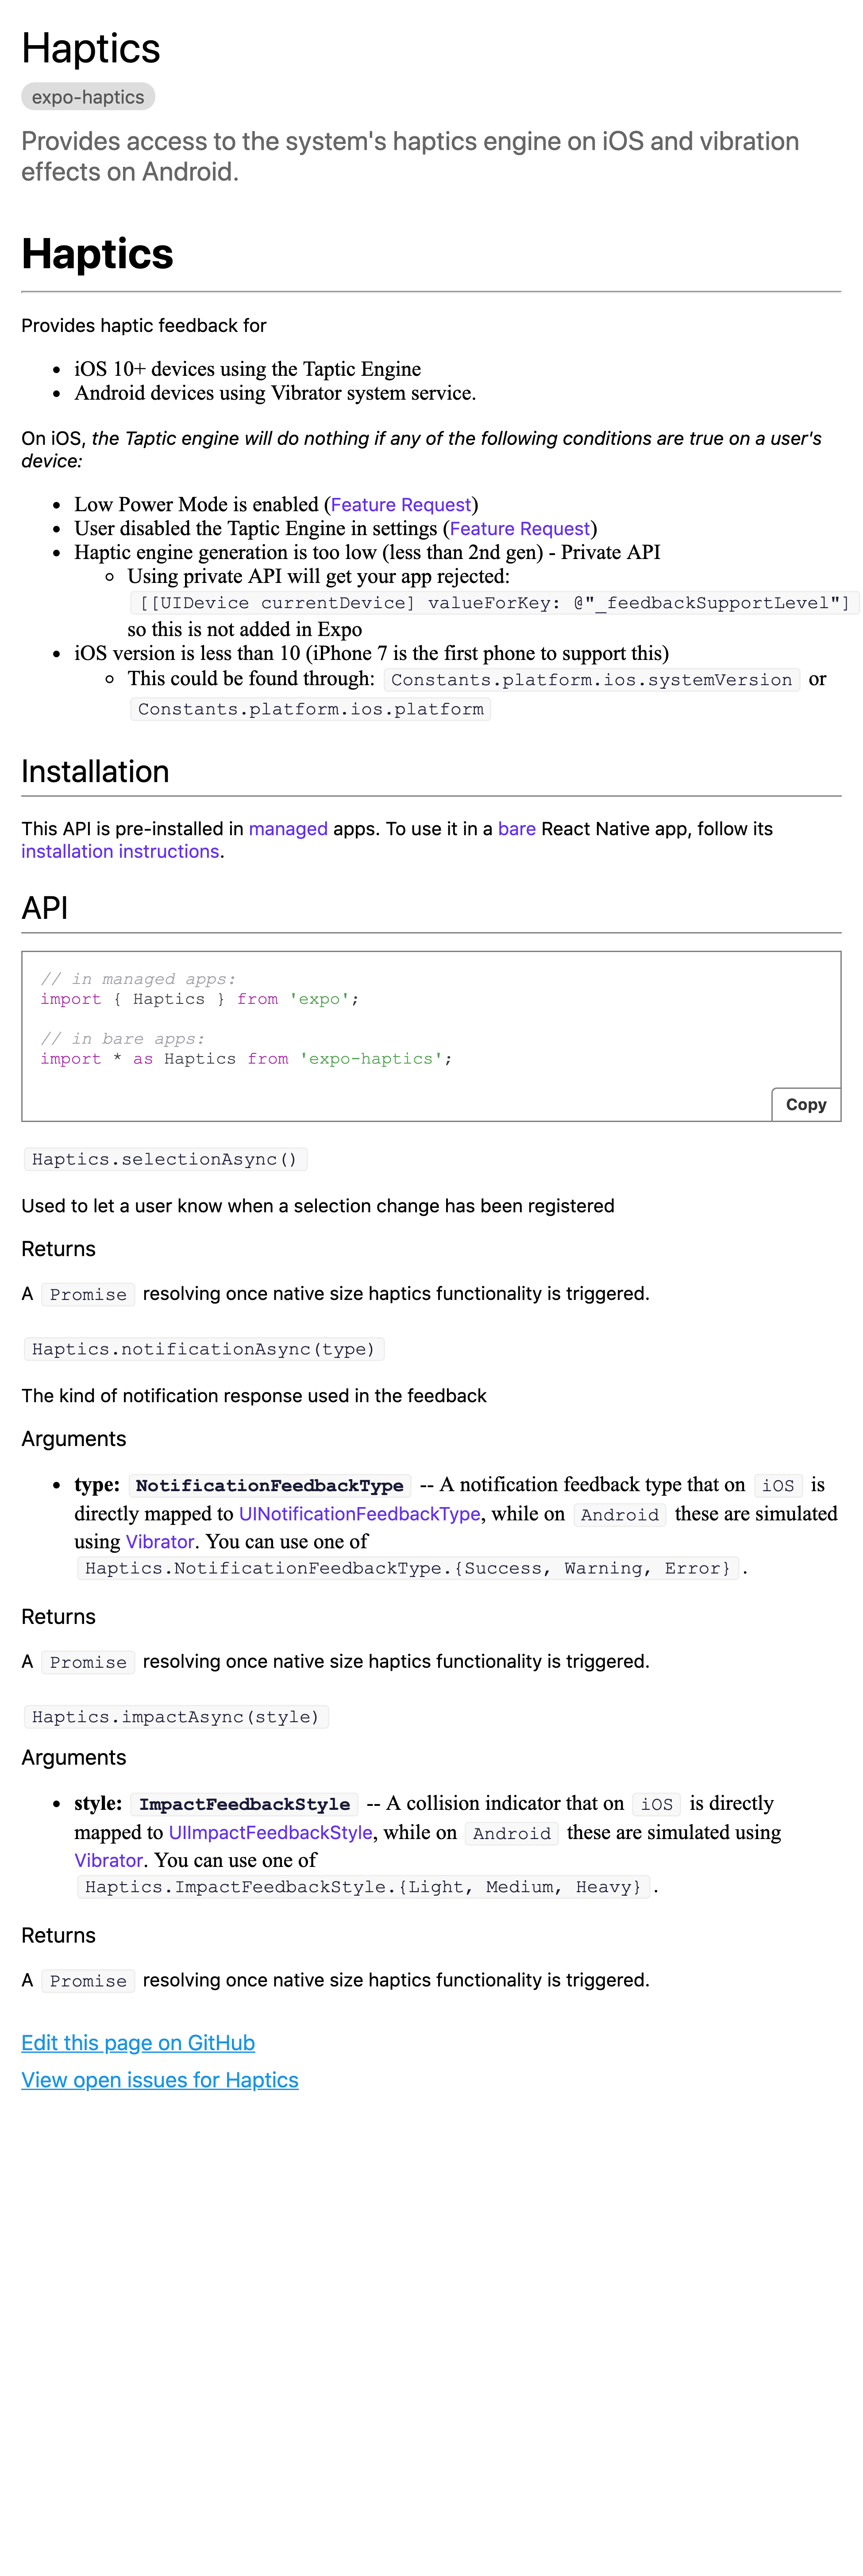 Haptics
expo-haptics
Provides access to the system's haptics engine on iOS and vibration
effects on Android.
Haptics
Provides haptic feedback for
• iOS 10+ devices using the Taptic Engine
• Android devices using Vibrator system service.
On iOS, the Taptic engine will do nothing if any of the following conditions are true on a user's
device:
• Low Power Mode is enabled (Feature Request)
• User disabled the Taptic Engine in settings (Feature Request)
• Haptic engine generation is too low (less than 2nd gen) - Private API
◦ Using private API will get your app rejected:
[[UIDevice currentDevice] valueForKey: @"_feedbackSupportLevel"]
so this is not added in Expo
• iOS version is less than 10 (iPhone 7 is the first phone to support this)
◦ This could be found through: Constants.platform.ios.systemVersion or
Constants.platform.ios.platform
Installation
This API is pre-installed in managed apps. To use it in a bare React Native app, follow its
installation instructions.
API
// in managed apps:
import { Haptics } from 'expo';
// in bare apps:
import * as Haptics from 'expo-haptics';
Copy
Haptics.selectionAsync()
Used to let a user know when a selection change has been registered
Returns
A Promise resolving once native size haptics functionality is triggered.
Haptics.notificationAsync(type)
The kind of notification response used in the feedback
Arguments
• type: NotificationFeedbackType -- A notification feedback type that on iOS is
directly mapped to UINotificationFeedbackType, while on Android these are simulated
using Vibrator. You can use one of
Haptics.NotificationFeedbackType.{Success, Warning, Error}.
Returns
A Promise resolving once native size haptics functionality is triggered.
Haptics.impactAsync(style)
Arguments
• style: ImpactFeedbackStyle -- A collision indicator that on iOS is directly
mapped to UIImpactFeedbackStyle, while on Android these are simulated using
Vibrator. You can use one of
Haptics.ImpactFeedbackStyle.{Light, Medium, Heavy}.
Returns
A Promise resolving once native size haptics functionality is triggered.
Edit this page on GitHub
View open issues for Haptics